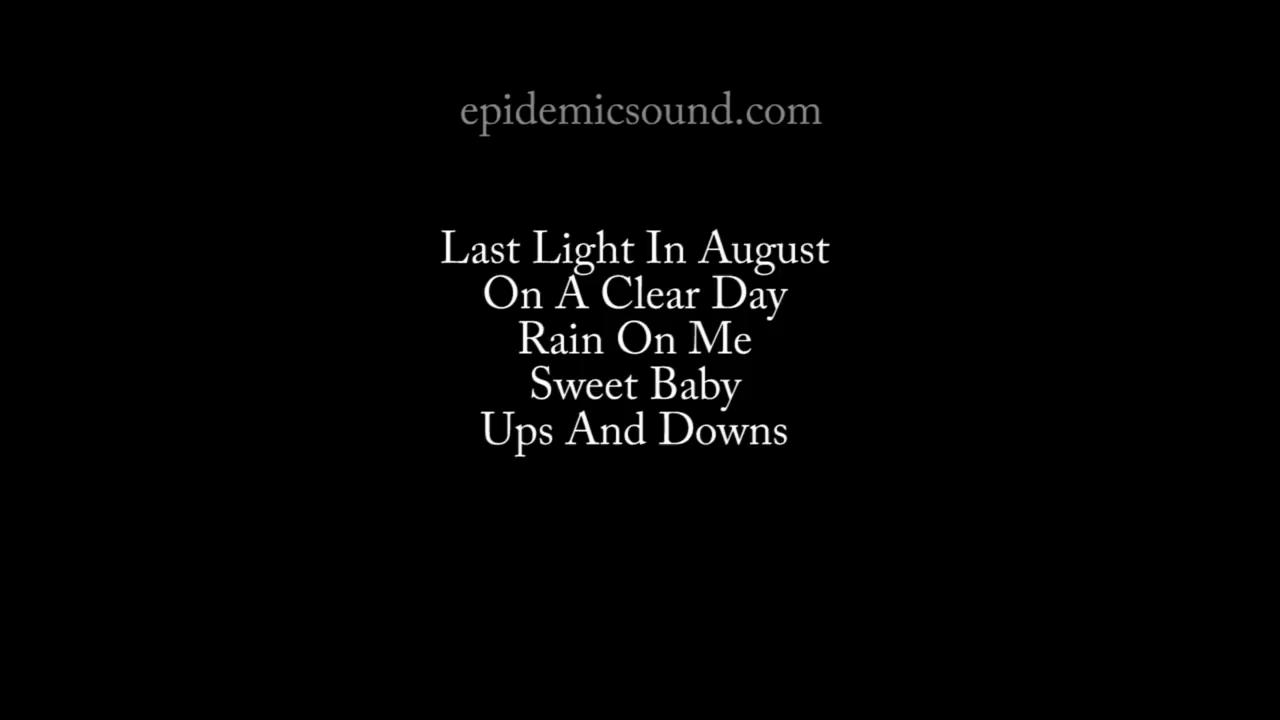 epidemicsound.com
Last Light In August
On A Clear Day
Rain On Me
Sweet Baby
Ups And Downs